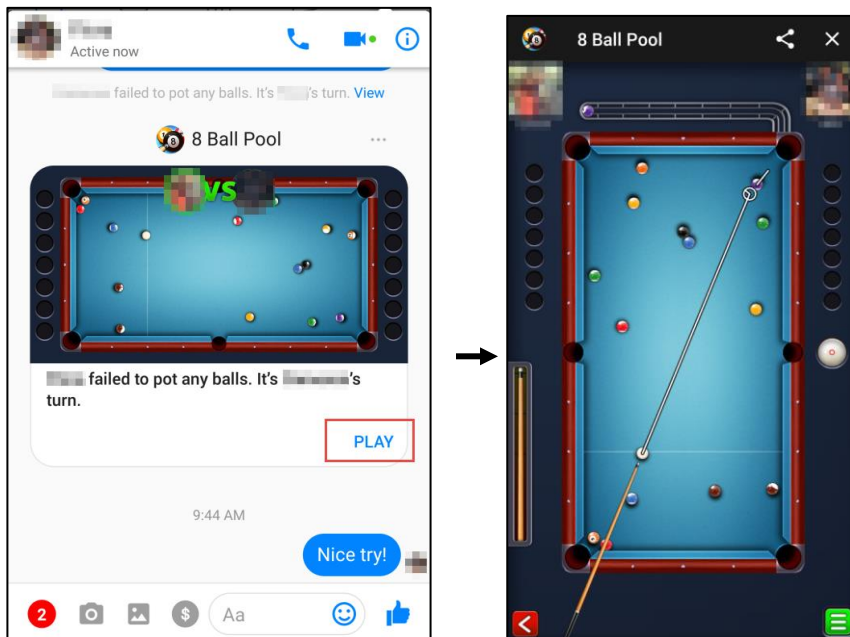 Active now
failed to pot any balls. It's 's turn. View
8 Ball Pool
vs
failed to pot any balls. It's 's
turn.
PLAY
9:44 AM
Nice try!
2
$
Aa
8 Ball Pool